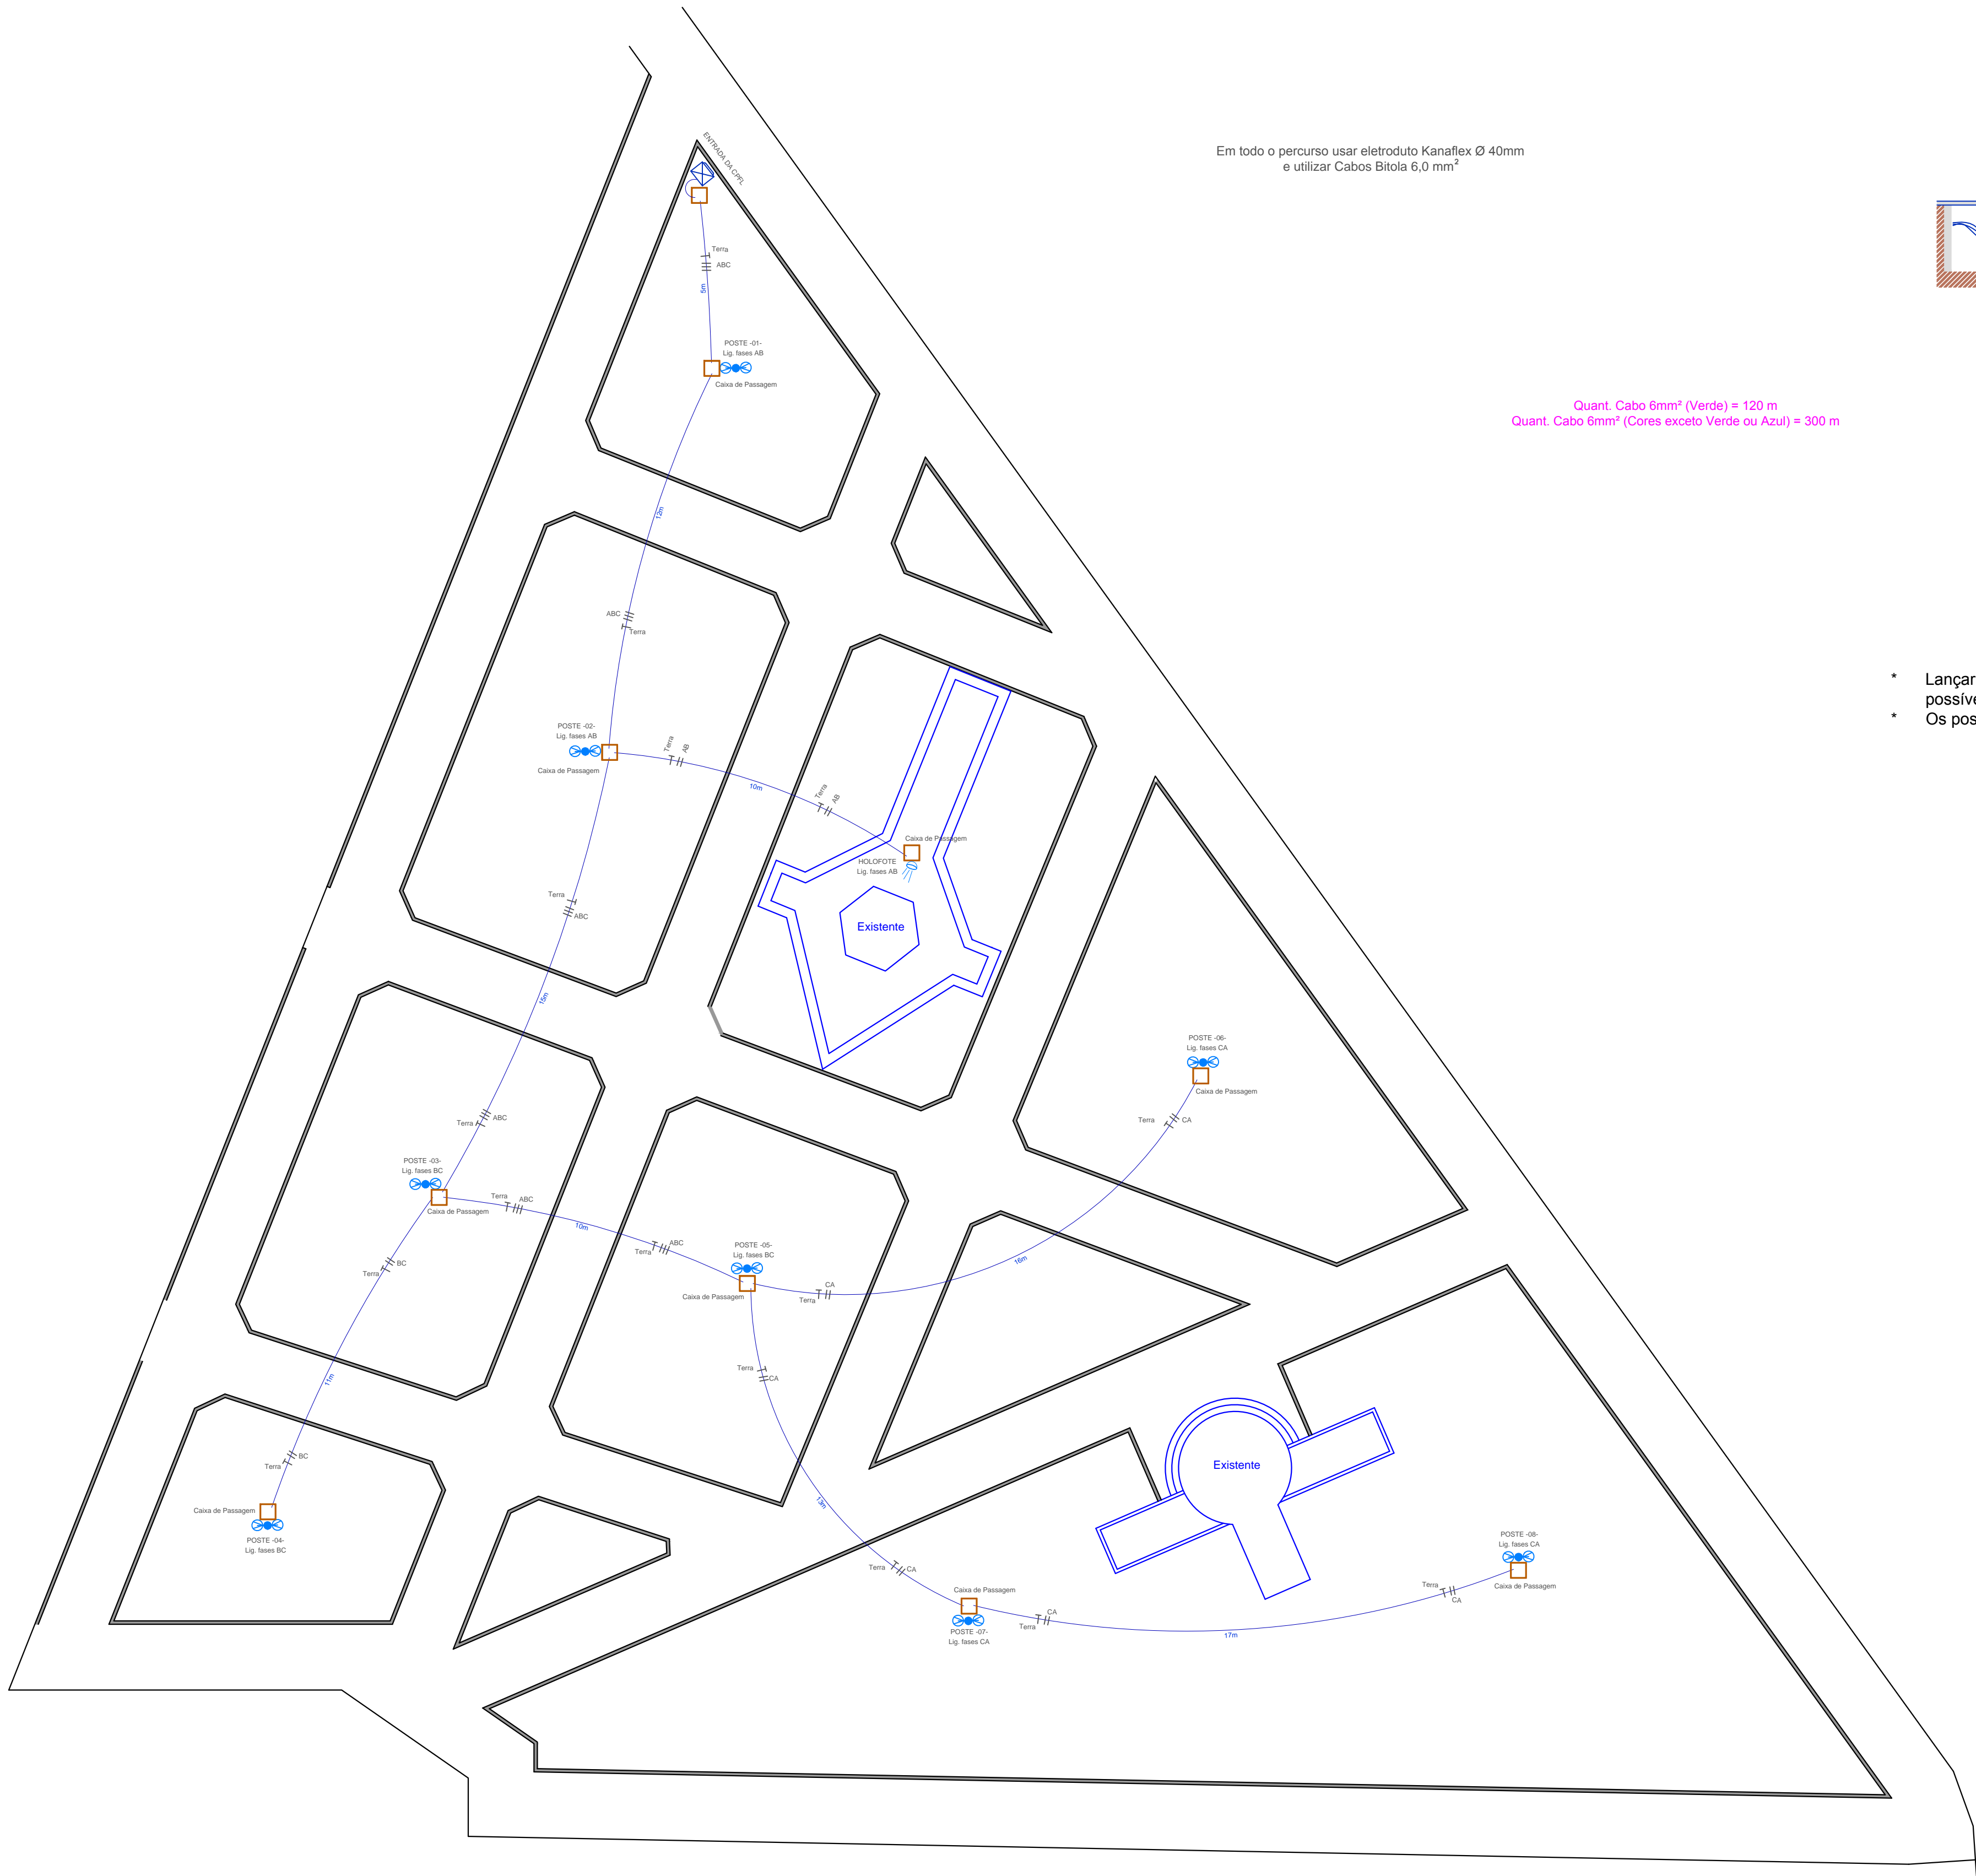 ENTRADA DA CPFL
Em todo o percurso usar eletroduto Kanaflex Ø 40mm
e utilizar Cabos Bitola 6,0 mm²
Terra
ABC
5m
POSTE -01-
Lig. fases AB
Caixa de Passagem
Quant. Cabo 6mm² (Verde) = 120 m
Quant. Cabo 6mm² (Cores exceto Verde ou Azul) = 300 m
12m
ABC
Terra
* Lançar
possíve
* Os pos
POSTE -02-
Lig. fases AB
Caixa de Passagem
Terra
AB
10m
Terra
AB
Caixa de Passagem
HOLOFOTE
Lig. fases AB
Existente
Terra
ABC
15m
POSTE -06-
Lig. fases CA
Caixa de Passagem
Terra
CA
ABC
Terra
POSTE -03-
Lig. fases BC
Caixa de Passagem
Terra
ABC
10m
ABC
Terra
POSTE -05-
Lig. fases BC
Caixa de Passagem
CA
Terra
16m
BC
Terra
11m
Terra
CA
BC
Terra
Caixa de Passagem
POSTE -04-
Lig. fases BC
13m
Existente
Terra
CA
Caixa de Passagem
POSTE -07-
Lig. fases CA
CA
Terra
17m
POSTE -08-
Lig. fases CA
Caixa de Passagem
Terra
CA